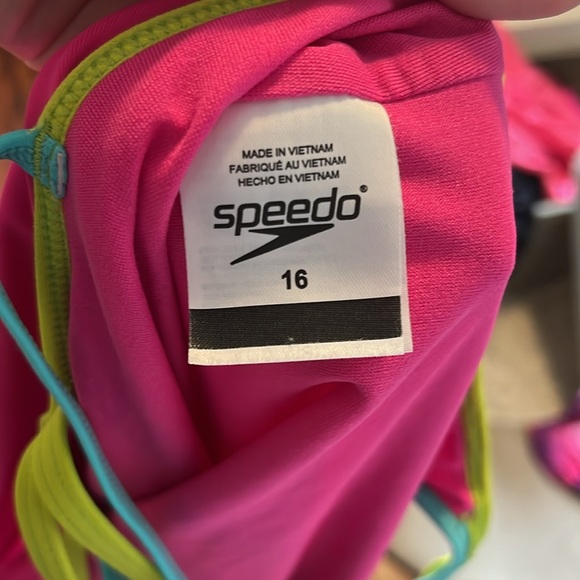 MADE IN VIETNAM
FABRIQUÉ AU VIETNAM
HECHO EN VIETNAM
speedo®
16